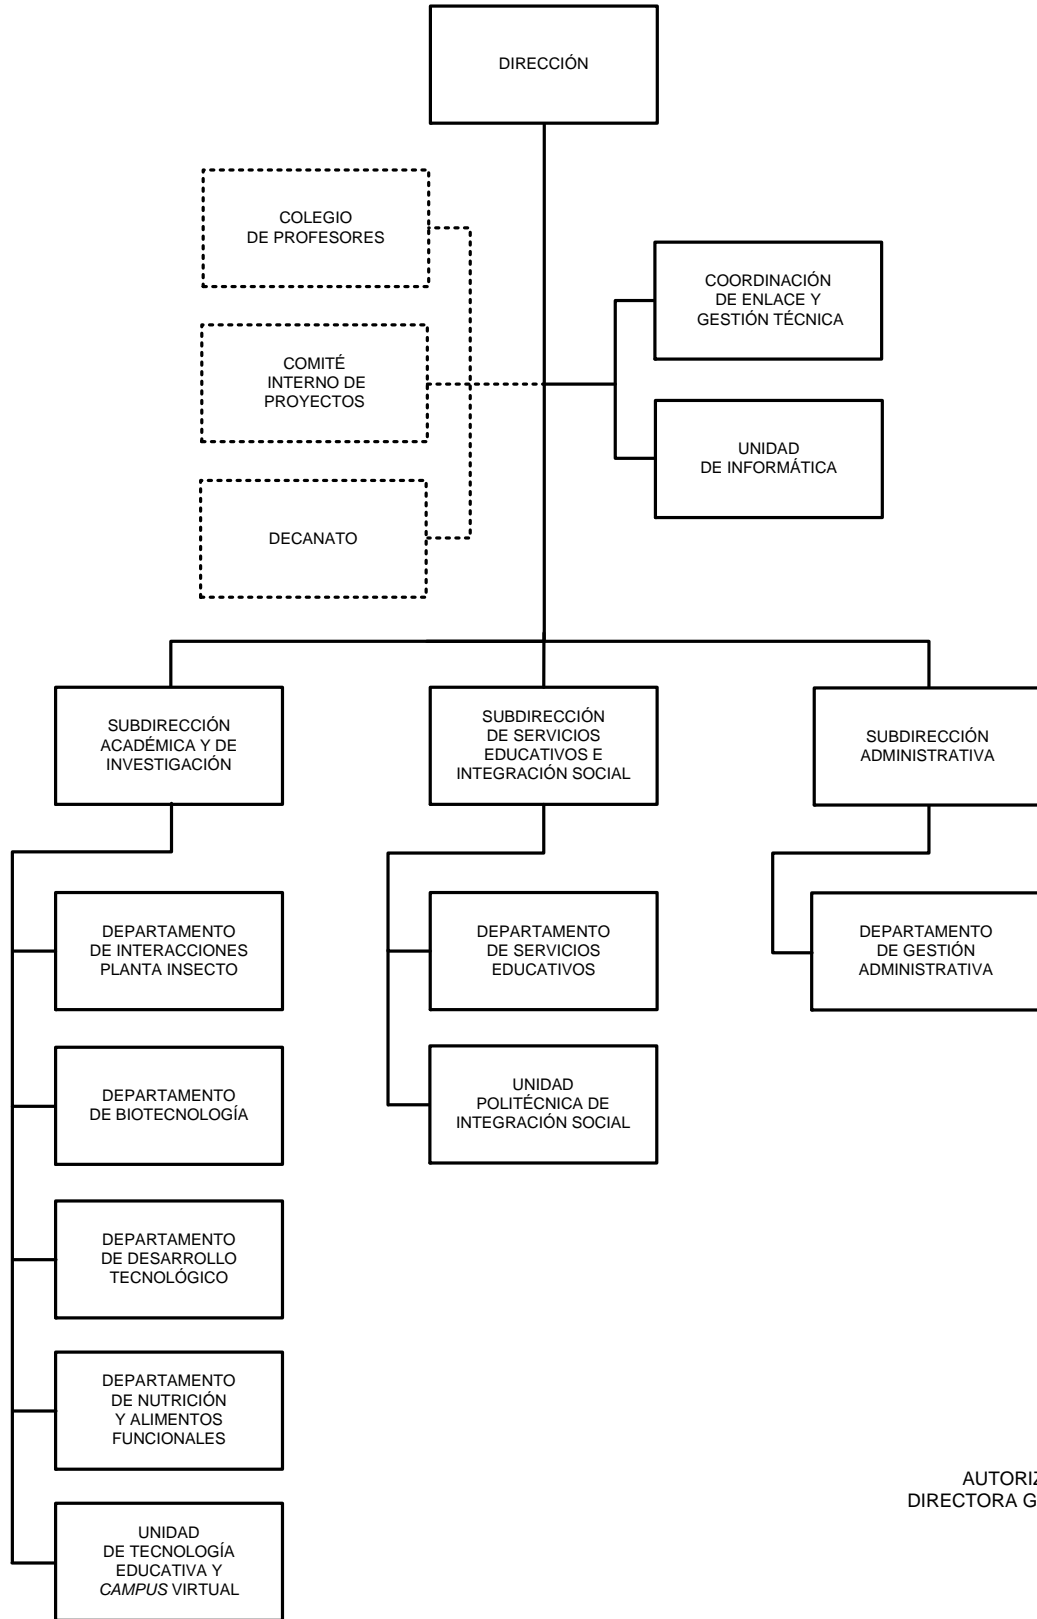 DIRECCIÓN
COLEGIO
DE PROFESORES
COORDINACIÓN
DE ENLACE Y
GESTIÓN TÉCNICA
COMITÉ
INTERNO DE
PROYECTOS
UNIDAD
DE INFORMÁTICA
DECANATO
SUBDIRECCIÓN
ACADÉMICA Y DE
INVESTIGACIÓN
SUBDIRECCIÓN
DE SERVICIOS
EDUCATIVOS E
INTEGRACIÓN SOCIAL
SUBDIRECCIÓN
ADMINISTRATIVA
DEPARTAMENTO
DE INTERACCIONES
PLANTA INSECTO
DEPARTAMENTO
DE SERVICIOS
EDUCATIVOS
DEPARTAMENTO
DE GESTIÓN
ADMINISTRATIVA
DEPARTAMENTO
DE BIOTECNOLOGÍA
UNIDAD
POLITÉCNICA DE
INTEGRACIÓN SOCIAL
DEPARTAMENTO
DE DESARROLLO
TECNOLÓGICO
DEPARTAMENTO
DE NUTRICIÓN
Y ALIMENTOS
FUNCIONALES
UNIDAD
DE TECNOLOGÍA
EDUCATIVA Y
CAMPUS VIRTUAL
DIRECTORA